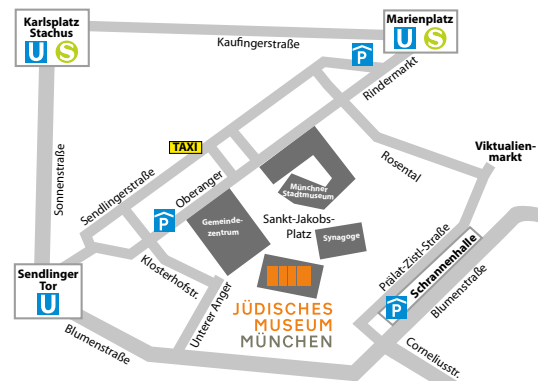 Karlsplatz
Stachus
U S
Marienplatz
U S
Kaufingerstraße
P
Rindermarkt
Sonnenstraße
TAXI
Sendlingerstraße
Oberanger
Rosental
Viktualien-
markt
Münchner
Stadtmuseum
P
Gemeinde-
zentrum
Sankt-Jakobs-
Platz
Synagoge
Klosterhofstr.
Prälat-Zistl-Straße
Schrannenhalle
Blumenstraße
Sendlinger
Tor
U
Unterer Anger
P
JÜDISCHES
MUSEUM
MÜNCHEN
Blumenstraße
Corneliusstr.